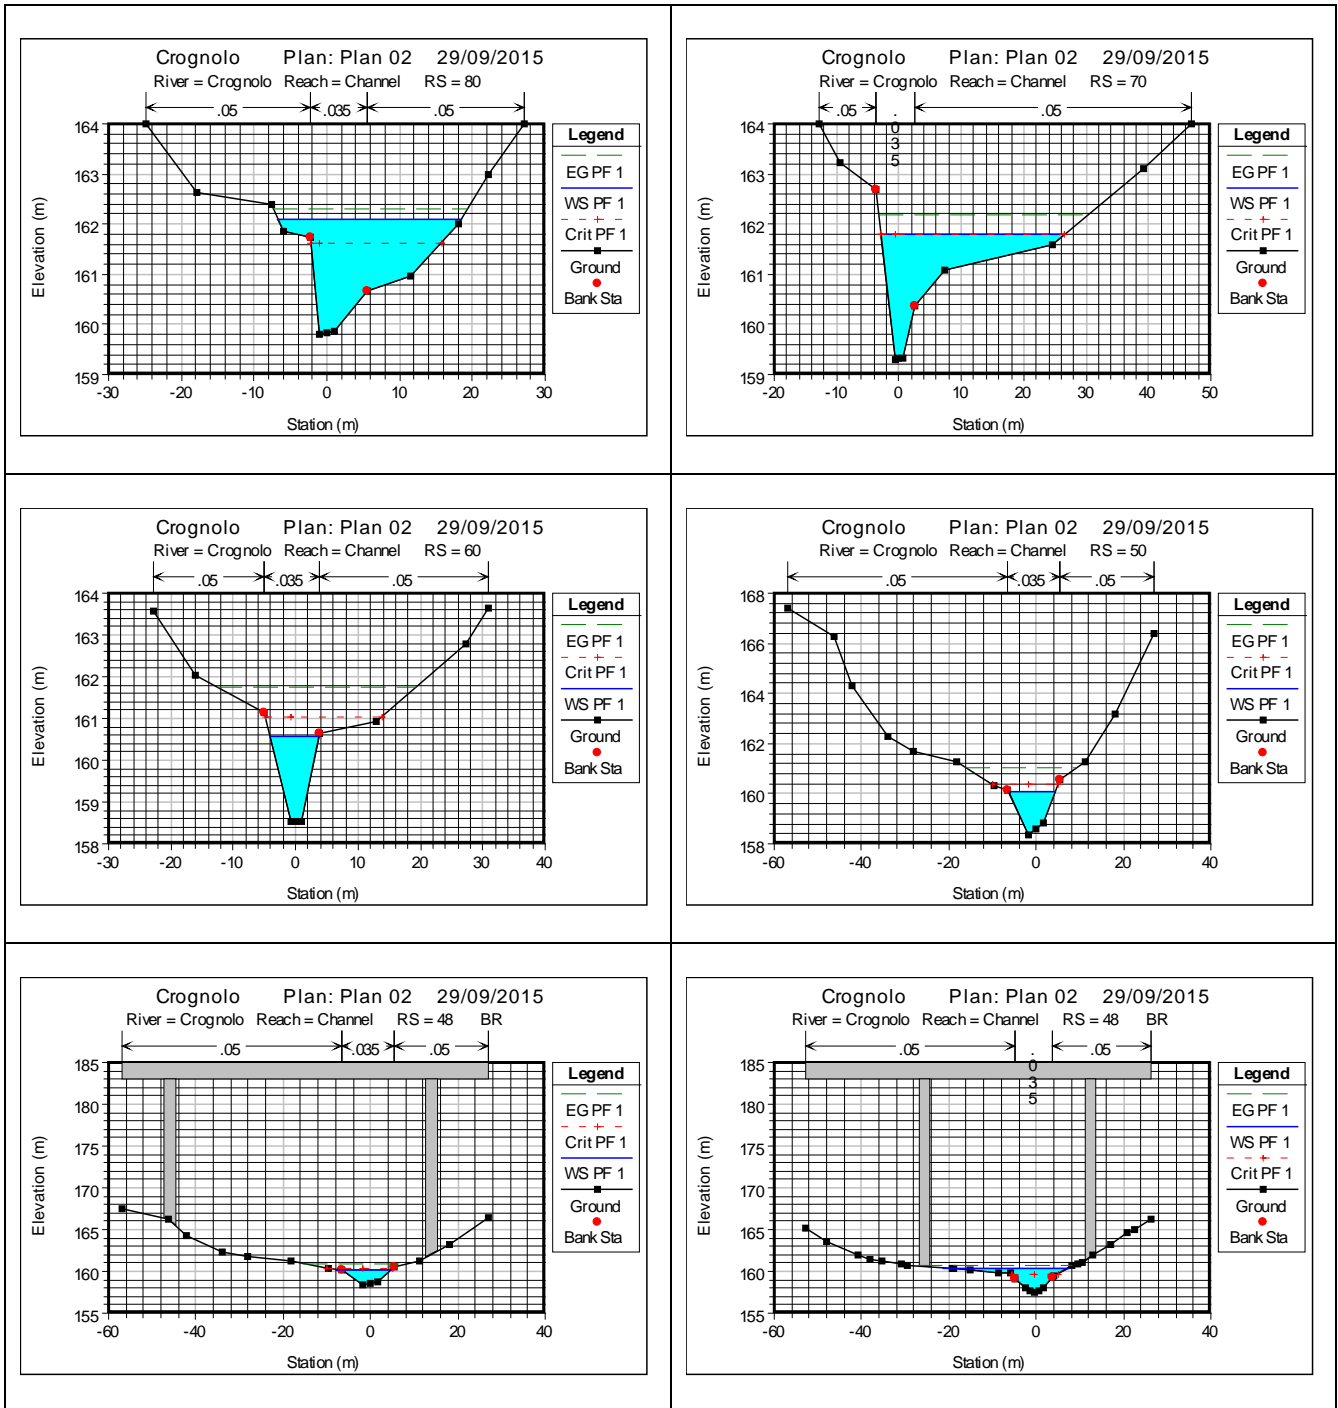 Crognolo Plan: Plan 02 29/09/2015
River = Crognolo Reach = Channel RS = 80
.05 .035 .05
164
163
162
161
160
159
-30 -20 -10 0 10 20 30
Station (m)
Elevation (m)
Legend
EG PF 1
WS PF 1
Crit PF 1
Ground
Bank Sta
Crognolo Plan: Plan 02 29/09/2015
River = Crognolo Reach = Channel RS = 70
.05 .035 .05
164
163
162
161
160
159
-20 -10 0 10 20 30 40 50
Station (m)
Elevation (m)
Legend
EG PF 1
WS PF 1
Crit PF 1
Ground
Bank Sta
Crognolo Plan: Plan 02 29/09/2015
River = Crognolo Reach = Channel RS = 60
.05 .035 .05
164
163
162
161
160
159
158
-30 -20 -10 0 10 20 30 40
Station (m)
Elevation (m)
Legend
EG PF 1
Crit PF 1
WS PF 1
Ground
Bank Sta
Crognolo Plan: Plan 02 29/09/2015
River = Crognolo Reach = Channel RS = 50
.05 .035 .05
168
166
164
162
160
158
-60 -40 -20 0 20 40
Station (m)
Elevation (m)
Legend
EG PF 1
Crit PF 1
WS PF 1
Ground
Bank Sta
Crognolo Plan: Plan 02 29/09/2015
River = Crognolo Reach = Channel RS = 48 BR
.05 .035 .05
185
180
175
170
165
160
155
-60 -40 -20 0 20 40
Station (m)
Elevation (m)
Legend
EG PF 1
Crit PF 1
WS PF 1
Ground
Bank Sta
Crognolo Plan: Plan 02 29/09/2015
River = Crognolo Reach = Channel RS = 48 BR
.05 .035 .05
185
180
175
170
165
160
155
-60 -40 -20 0 20 40
Station (m)
Elevation (m)
Legend
EG PF 1
WS PF 1
Crit PF 1
Ground
Bank Sta